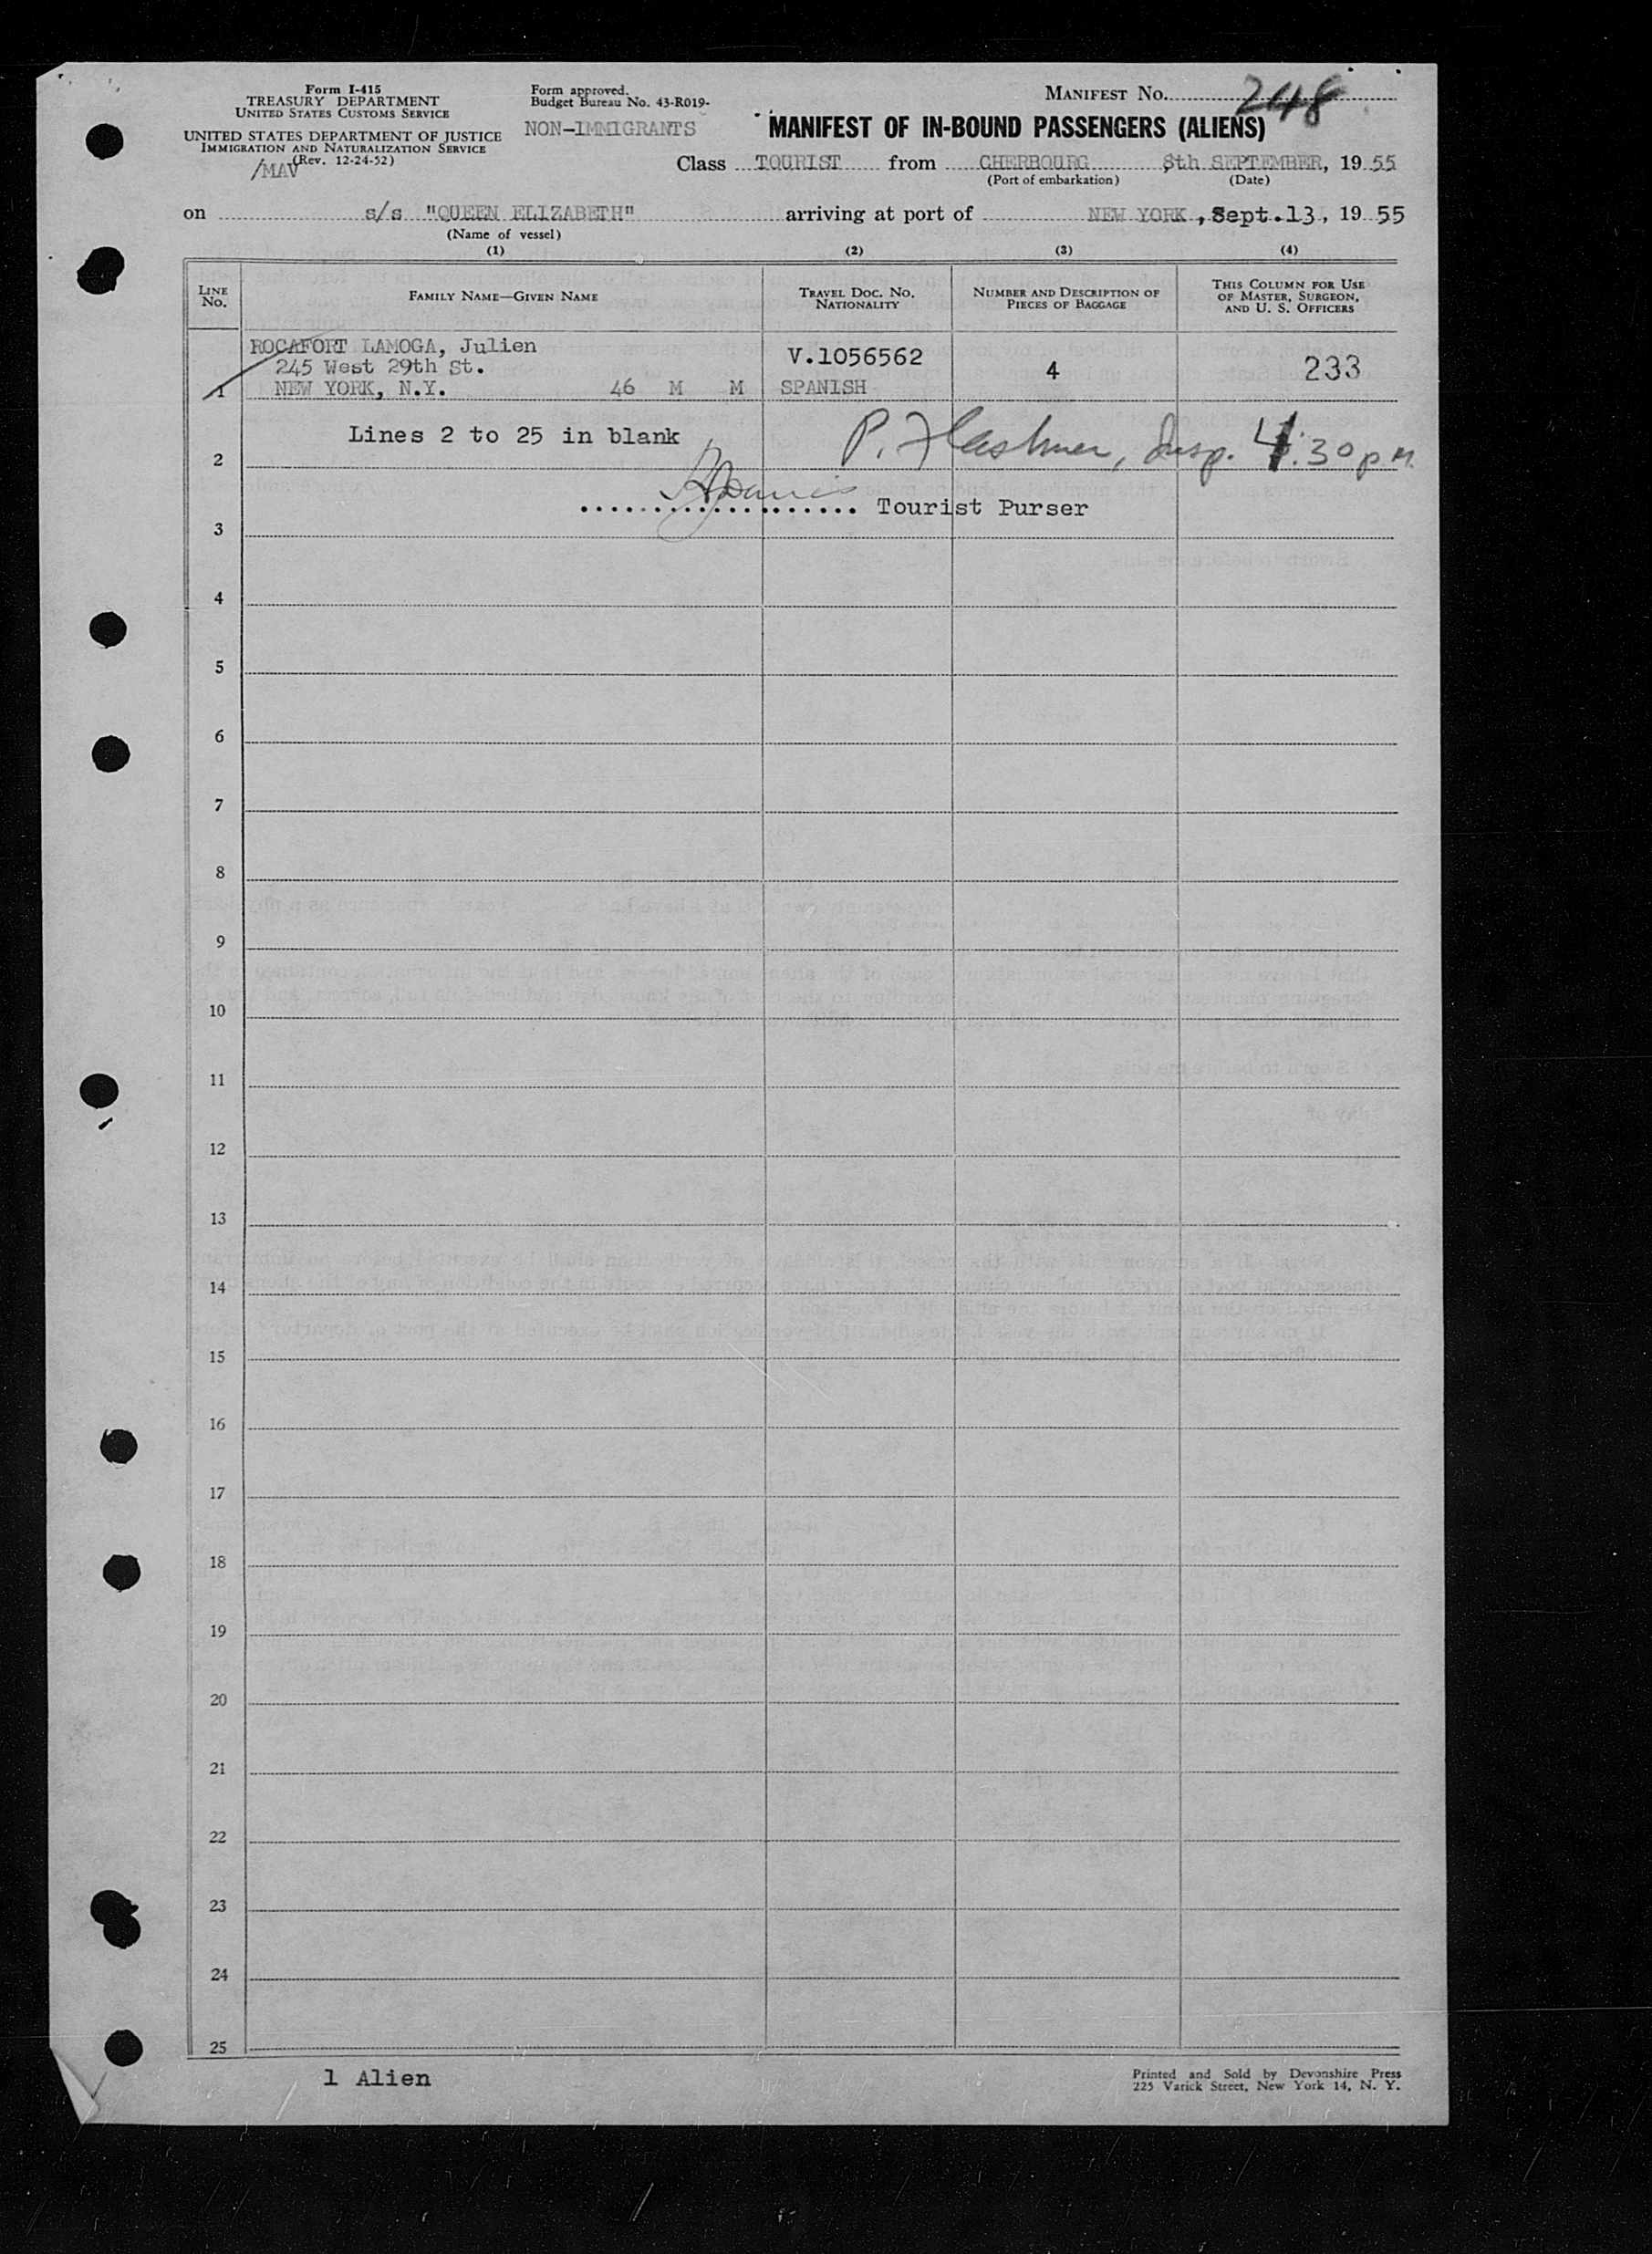 Form I-415
TREASURY DEPARTMENT
UNITED STATES CUSTOMS SERVICE
UNITED STATES DEPARTMENT OF JUSTICE
IMMIGRATION AND NATURALIZATION SERVICE
(Rev. 12-24-52)
/MAV
Form approved.
Budget Bureau No. 43-R019-
NON-IMMIGRANTS
MANIFEST No. 248
MANIFEST OF IN-BOUND PASSENGERS (ALIENS)
Class TOURIST from CHERBOURG 8th SEPTEMBER, 19 55
(Port of embarkation) (Date)
on s/s "QUEEN ELIZABETH" arriving at port of NEW YORK, Sept.13, 19 55
(Name of vessel)
(1) (2) (3) (4)
LINE No. FAMILY NAME—GIVEN NAME TRAVEL DOC. NO. NATIONALITY NUMBER AND DESCRIPTION OF PIECES OF BAGGAGE THIS COLUMN FOR USE OF MASTER, SURGEON, AND U. S. OFFICERS
ROCAFORT LAMOGA, Julien
245 West 29th St. V.1056562 4 233
1 NEW YORK, N.Y. 46 M M SPANISH
Lines 2 to 25 in blank
2 P. Flashner, Insp. 4:30 p M.
Tourist Purser
3
4
5
6
7
8
9
10
11
12
13
14
15
16
17
18
19
20
21
22
23
24
25
1 Alien
Printed and Sold by Devonshire Press
225 Varick Street, New York 14, N. Y.